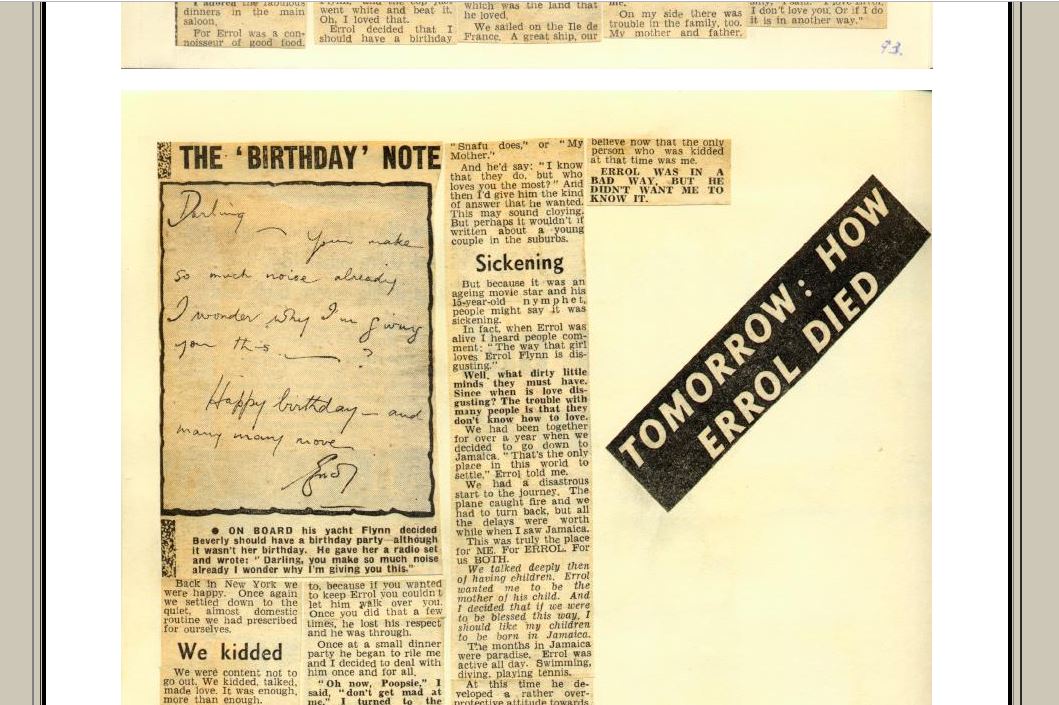 I adored the fabulous
dinners in the main
saloon.
For Errol was a con-
noisseur of good food.
went white and beat it.
Oh, I loved that.
Errol decided that I
should have a birthday
which was the land that
he loved.
We sailed on the Ile de
France. A great ship, our
me.
On my side there was
trouble in the family, too.
My mother and father,
I don't love you. Or if I do
it is in another way."
93.
THE 'BIRTHDAY' NOTE
Darling
— You make
so much noise already
I wonder why I'm giving
you this — ?
Happy birthday — and
many many more
Errol
● ON BOARD his yacht Flynn decided
Beverly should have a birthday party—although
it wasn't her birthday. He gave her a radio set
and wrote: "Darling, you make so much noise
already I wonder why I'm giving you this."
Back in New York we
were happy. Once again
we settled down to the
quiet, almost domestic
routine we had prescribed
for ourselves.
We kidded
We were content not to
go out. We kidded, talked,
made love. It was enough,
more than enough.
to, because if you wanted
to keep Errol you couldn't
let him walk over you.
Once you did that a few
times, he lost his respect
and he was through.
Once at a small dinner
party he began to rile me
and I decided to deal with
him once and for all.
"Oh now, Poopsie," I
said, "don't get mad at
me." I turned to the
"Snafu does," or "My
Mother."
And he'd say: "I know
that they do, but who
loves you the most?" And
then I'd give him the kind
of answer that he wanted.
This may sound cloying.
But perhaps it wouldn't if
written about a young
couple in the suburbs.
Sickening
But because it was an
ageing movie star and his
15-year-old nymphet,
people might say it was
sickening.
In fact, when Errol was
alive I heard people com-
ment: "The way that girl
loves Errol Flynn is dis-
gusting."
Well, what dirty little
minds they must have.
Since when is love dis-
gusting? The trouble with
many people is that they
don't know how to love.
We had been together
for over a year when we
decided to go down to
Jamaica. "That's the only
place in this world to
settle," Errol told me.
We had a disastrous
start to the journey. The
plane caught fire and we
had to turn back, but all
the delays were worth
while when I saw Jamaica.
This was truly the place
for ME. For ERROL. For
us BOTH.
We talked deeply then
of having children. Errol
wanted me to be the
mother of his child. And
I decided that if we were
to be blessed this way, I
should like my children
to be born in Jamaica.
The months in Jamaica
were paradise. Errol was
active all day. Swimming,
diving, playing tennis.
At this time he de-
veloped a rather over-
protective attitude towards
believe now that the only
person who was kidded
at that time was me.
ERROL WAS IN A
BAD WAY, BUT HE
DIDN'T WANT ME TO
KNOW IT.
TOMORROW: HOW
ERROL DIED